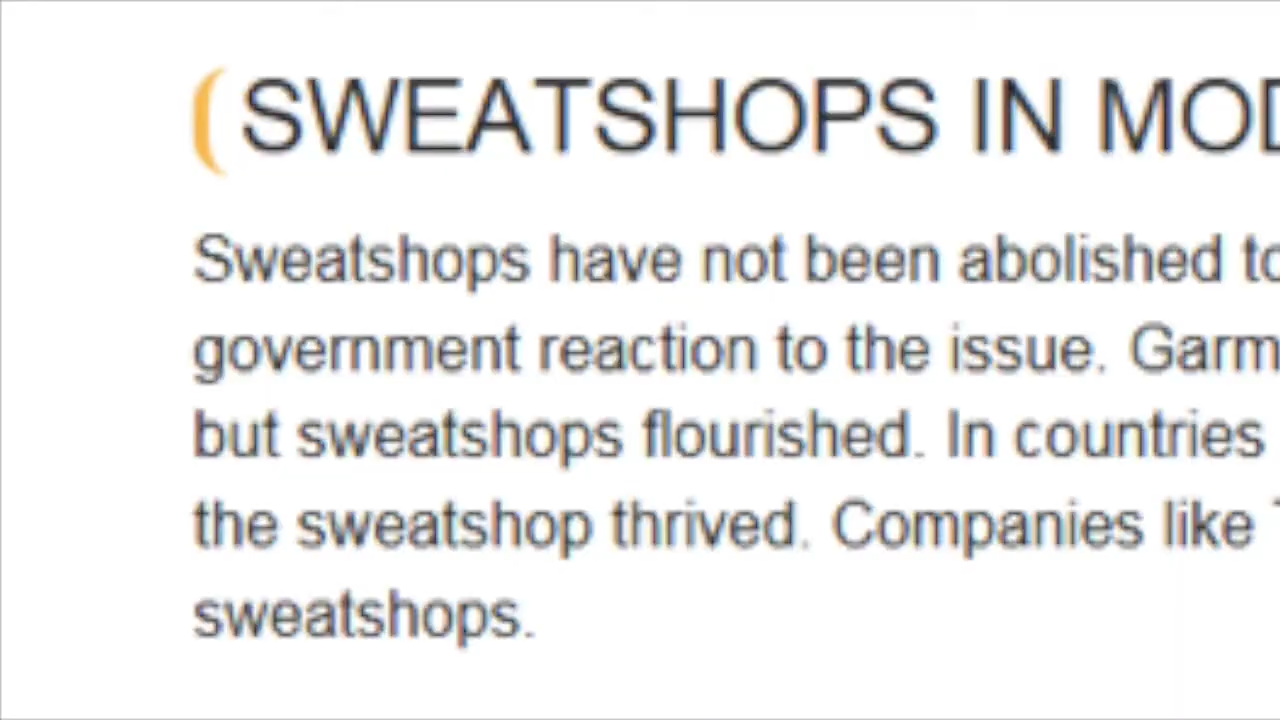 ( SWEATSHOPS IN MOD
Sweatshops have not been abolished to
government reaction to the issue. Garm
but sweatshops flourished. In countries
the sweatshop thrived. Companies like
sweatshops.